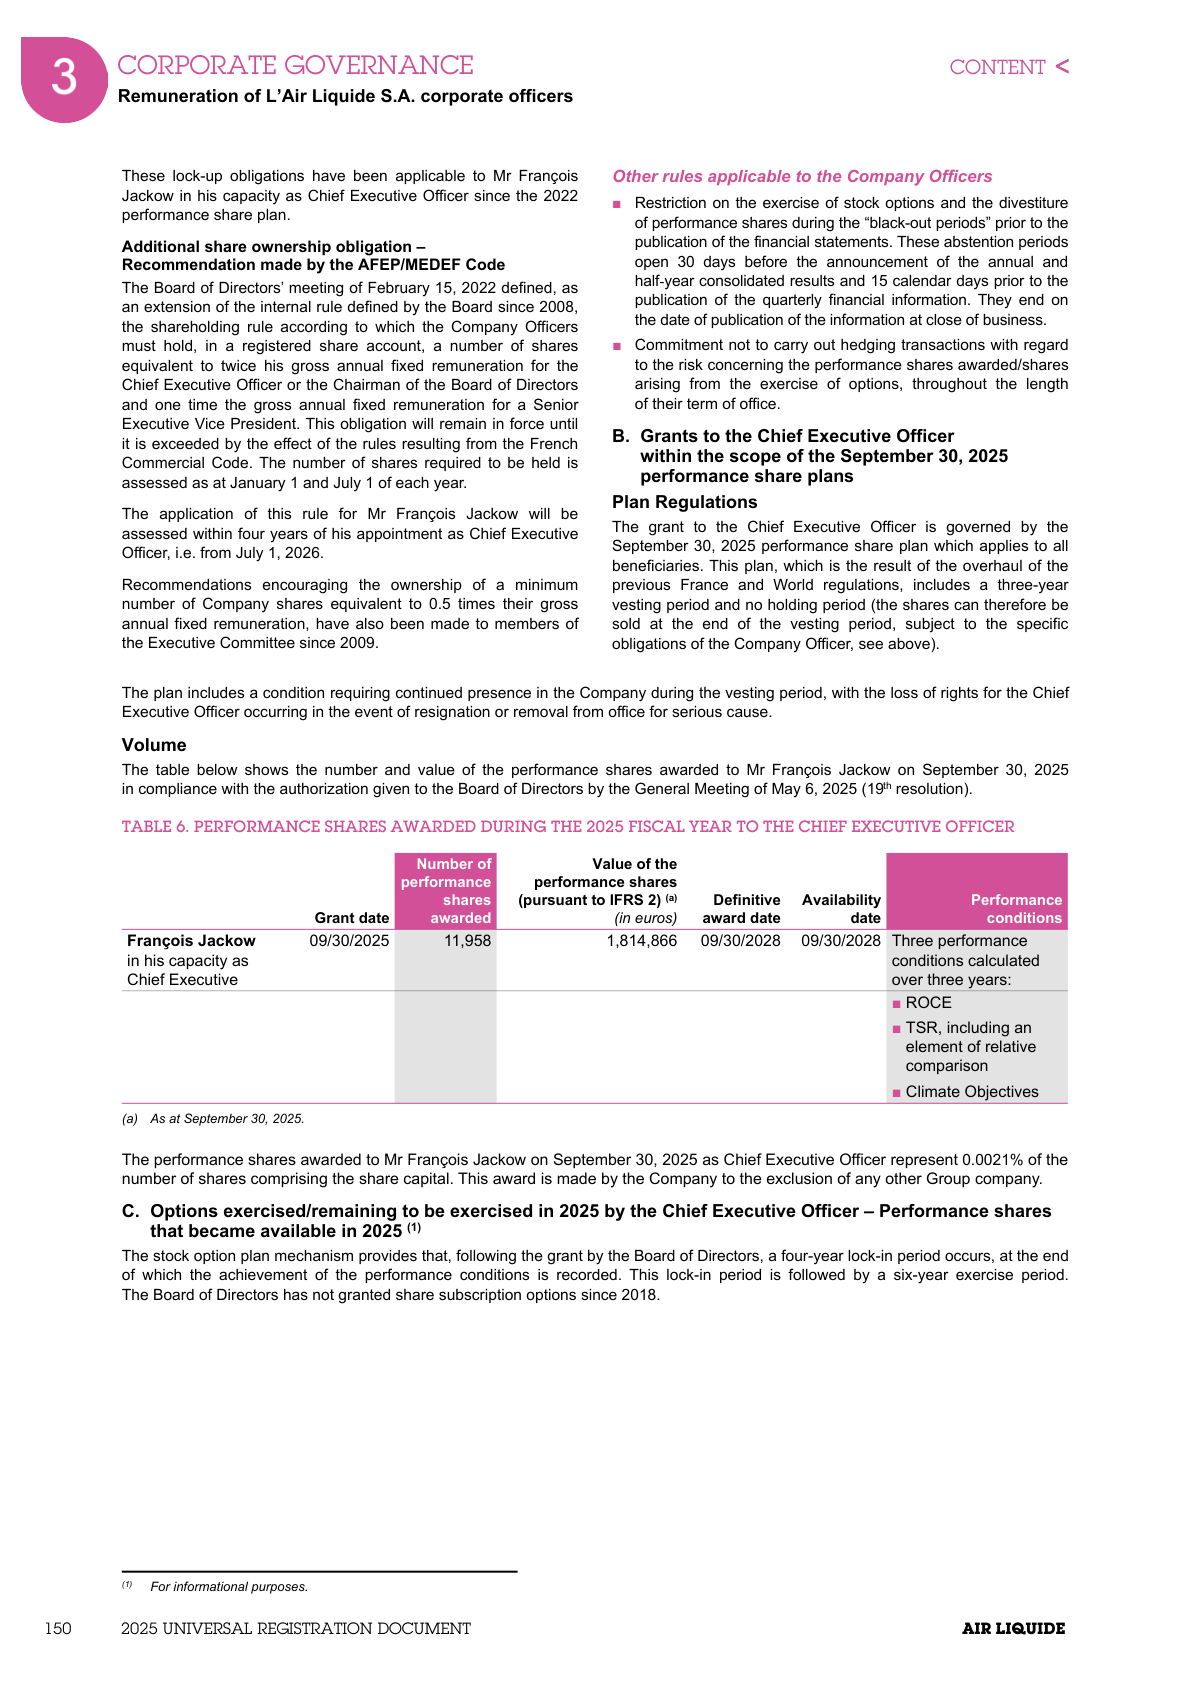 3
CORPORATE GOVERNANCE
CONTENT <
Remuneration of L’Air Liquide S.A. corporate officers
These lock-up obligations have been applicable to Mr François
Jackow in his capacity as Chief Executive Officer since the 2022
performance share plan.
Additional share ownership obligation –
Recommendation made by the AFEP/MEDEF Code
The Board of Directors’ meeting of February 15, 2022 defined, as
an extension of the internal rule defined by the Board since 2008,
the shareholding rule according to which the Company Officers
must hold, in a registered share account, a number of shares
equivalent to twice his gross annual fixed remuneration for the
Chief Executive Officer or the Chairman of the Board of Directors
and one time the gross annual fixed remuneration for a Senior
Executive Vice President. This obligation will remain in force until
it is exceeded by the effect of the rules resulting from the French
Commercial Code. The number of shares required to be held is
assessed as at January 1 and July 1 of each year.
The application of this rule for Mr François Jackow will be
assessed within four years of his appointment as Chief Executive
Officer, i.e. from July 1, 2026.
Recommendations encouraging the ownership of a minimum
number of Company shares equivalent to 0.5 times their gross
annual fixed remuneration, have also been made to members of
the Executive Committee since 2009.
Other rules applicable to the Company Officers
■ Restriction on the exercise of stock options and the divestiture
of performance shares during the “black-out periods” prior to the
publication of the financial statements. These abstention periods
open 30 days before the announcement of the annual and
half-year consolidated results and 15 calendar days prior to the
publication of the quarterly financial information. They end on
the date of publication of the information at close of business.
■ Commitment not to carry out hedging transactions with regard
to the risk concerning the performance shares awarded/shares
arising from the exercise of options, throughout the length
of their term of office.
B. Grants to the Chief Executive Officer
within the scope of the September 30, 2025
performance share plans
Plan Regulations
The grant to the Chief Executive Officer is governed by the
September 30, 2025 performance share plan which applies to all
beneficiaries. This plan, which is the result of the overhaul of the
previous France and World regulations, includes a three-year
vesting period and no holding period (the shares can therefore be
sold at the end of the vesting period, subject to the specific
obligations of the Company Officer, see above).
The plan includes a condition requiring continued presence in the Company during the vesting period, with the loss of rights for the Chief
Executive Officer occurring in the event of resignation or removal from office for serious cause.
Volume
The table below shows the number and value of the performance shares awarded to Mr François Jackow on September 30, 2025
in compliance with the authorization given to the Board of Directors by the General Meeting of May 6, 2025 (19th resolution).
TABLE 6. PERFORMANCE SHARES AWARDED DURING THE 2025 FISCAL YEAR TO THE CHIEF EXECUTIVE OFFICER
Grant date
Number of
performance
shares
awarded
Value of the
performance shares
(pursuant to IFRS 2) (a)
(in euros)
Definitive
award date
Availability
date
Performance
conditions
François Jackow
in his capacity as
Chief Executive
09/30/2025
11,958
1,814,866
09/30/2028
09/30/2028
Three performance
conditions calculated
over three years:
■ ROCE
■ TSR, including an
element of relative
comparison
■ Climate Objectives
(a) As at September 30, 2025.
The performance shares awarded to Mr François Jackow on September 30, 2025 as Chief Executive Officer represent 0.0021% of the
number of shares comprising the share capital. This award is made by the Company to the exclusion of any other Group company.
C. Options exercised/remaining to be exercised in 2025 by the Chief Executive Officer – Performance shares
that became available in 2025 (1)
The stock option plan mechanism provides that, following the grant by the Board of Directors, a four-year lock-in period occurs, at the end
of which the achievement of the performance conditions is recorded. This lock-in period is followed by a six-year exercise period.
The Board of Directors has not granted share subscription options since 2018.
(1) For informational purposes.
150
2025 UNIVERSAL REGISTRATION DOCUMENT
AIR LIQUIDE